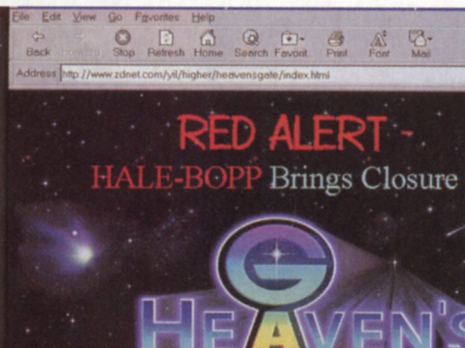 File Edit View Go Favorites Help
Back Forward Stop Refresh Home Search Favorit. Print Font Mail
Address http://www.zdnet.com/yil/higher/heavensgate/index.html
RED ALERT -
HALE-BOPP Brings Closure
HEAVEN'S